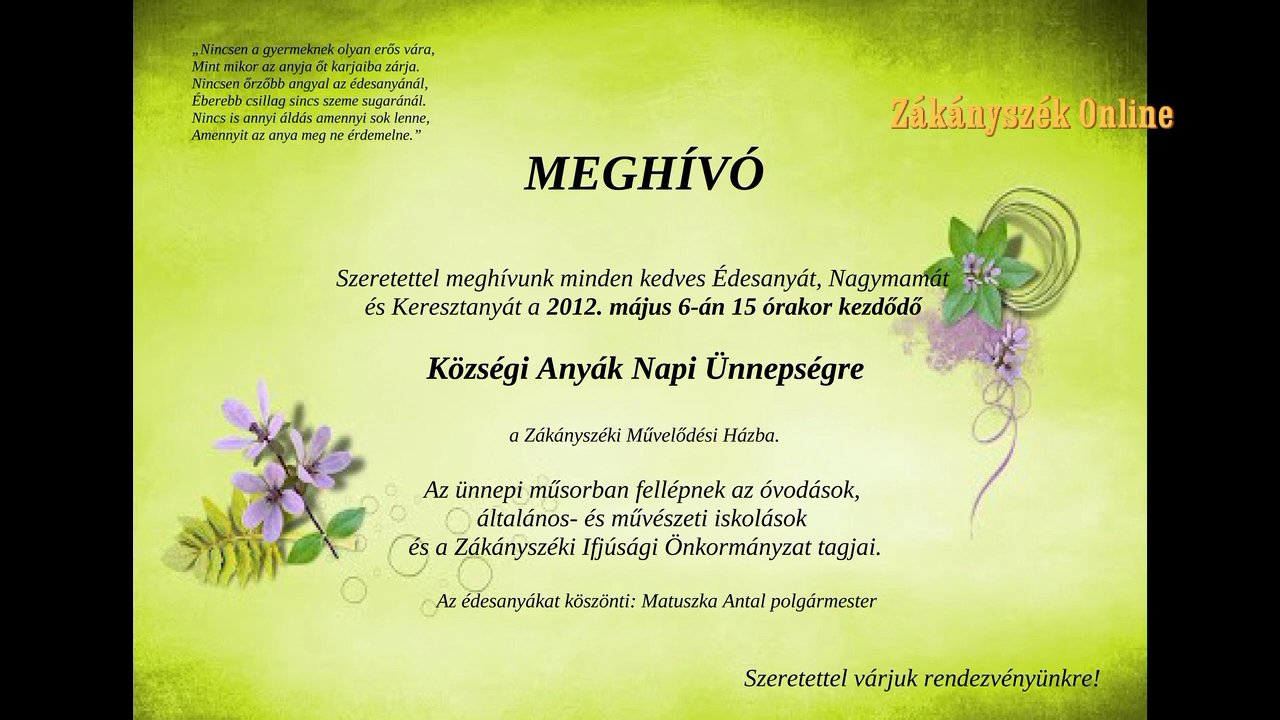 „Nincsen a gyermeknek olyan erős vára,
Mint mikor az anyja őt karjaiba zárja.
Nincsen őrzőbb angyal az édesanyánál,
Éberebb csillag sincs szeme sugaránál.
Nincs is annyi áldás amennyi sok lenne,
Amennyit az anya meg ne érdemelne.”
Zákányszék Online
MEGHÍVÓ
Szeretettel meghívunk minden kedves Édesanyát, Nagymamát
és Keresztanyát a 2012. május 6-án 15 órakor kezdődő
Községi Anyák Napi Ünnepségre
a Zákányszéki Művelődési Házba.
Az ünnepi műsorban fellépnek az óvodások,
általános- és művészeti iskolások
és a Zákányszéki Ifjúsági Önkormányzat tagjai.
Az édesanyákat köszönti: Matuszka Antal polgármester
Szeretettel várjuk rendezvényünkre!